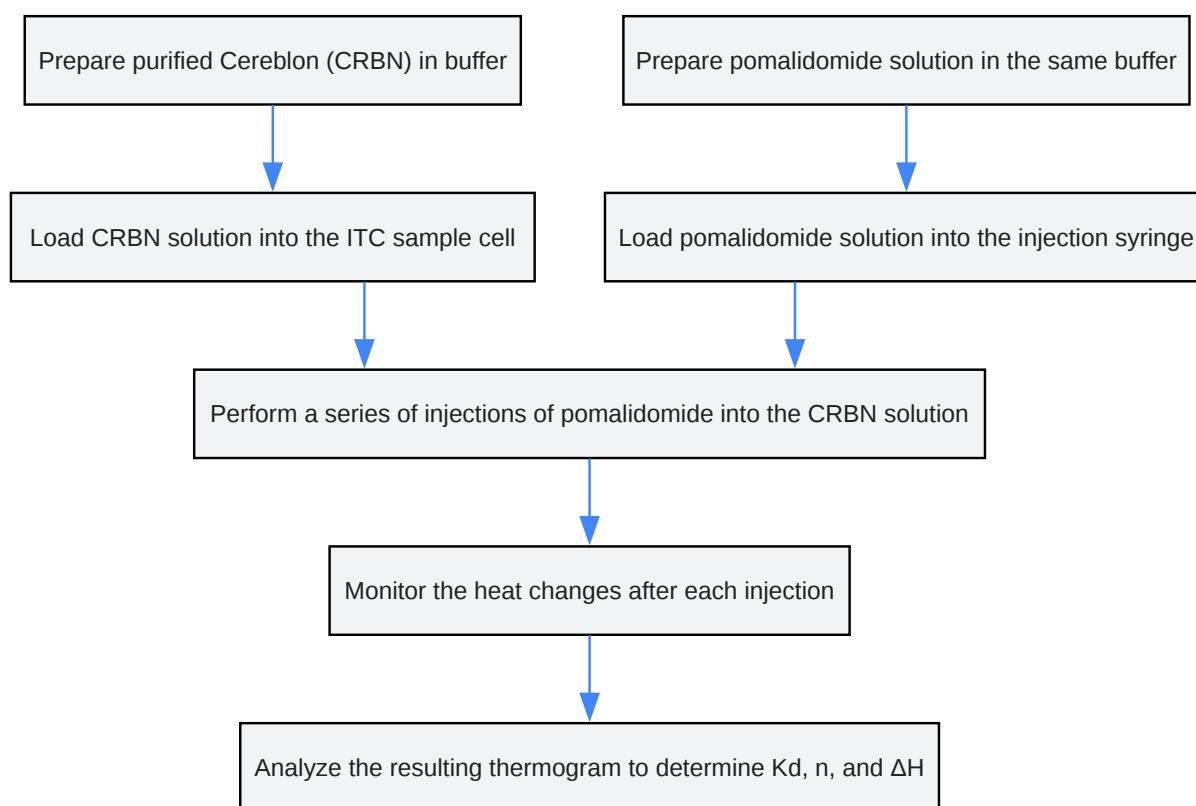 Prepare purified Cereblon (CRBN) in buffer
Prepare pomalidomide solution in the same buffer
Load CRBN solution into the ITC sample cell
Load pomalidomide solution into the injection syringe
Perform a series of injections of pomalidomide into the CRBN solution
Monitor the heat changes after each injection
Analyze the resulting thermogram to determine Kd, n, and ΔH